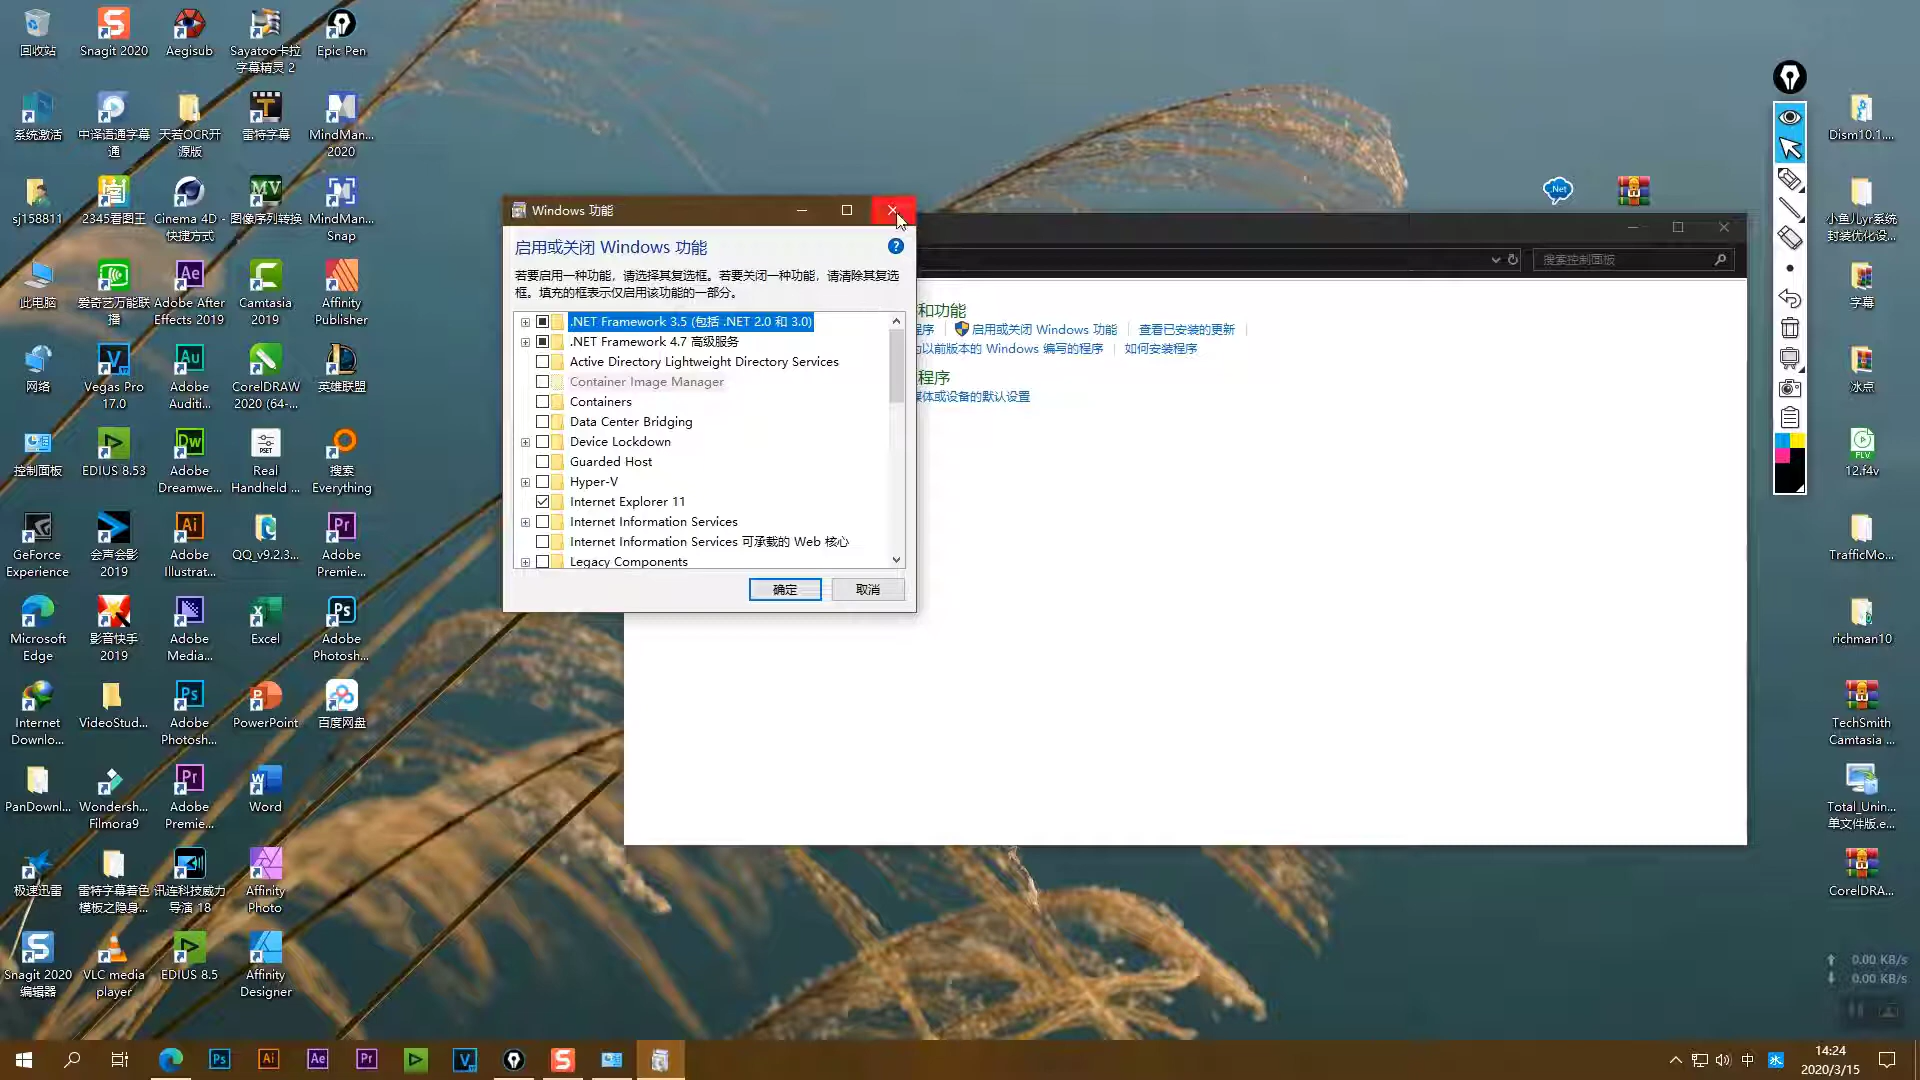 回收站
Snagit 2020
Aegisub
Sayatoo卡拉
字幕精灵 2
Epic Pen
系统激活
中译语通字幕
通
天若OCR开
源版
雷特字幕
MindMan...
2020
sj158811
2345看图王
Cinema 4D -
快捷方式
图像序列转换
MindMan...
Snap
此电脑
爱奇艺万能联
播
Adobe After
Effects 2019
Camtasia
2019
Affinity
Publisher
网络
Vegas Pro
17.0
Adobe
Auditi...
CorelDRAW
2020 (64-...
英雄联盟
控制面板
EDIUS 8.53
Adobe
Dreamwe...
Real
Handheld ...
搜索
Everything
GeForce
Experience
会声会影
2019
Adobe
Illustrat...
QQ_v9.2.3...
Adobe
Premie...
Microsoft
Edge
影音快手
2019
Adobe
Media...
Excel
Adobe
Photosh...
Internet
Downlo...
VideoStud...
Adobe
Photosh...
PowerPoint
百度网盘
PanDownl...
Wondersh...
Filmora9
Adobe
Premie...
Word
极速迅雷
雷特字幕着色
模板之隐身...
讯连科技威力
导演 18
Affinity
Photo
Snagit 2020
编辑器
VLC media
player
EDIUS 8.5
Affinity
Designer
Windows 功能
启用或关闭 Windows 功能
若要启用一种功能，请选择其复选框。若要关闭一种功能，请清除其复选
框。填充的框表示仅启用该功能的一部分。
.NET Framework 3.5 (包括 .NET 2.0 和 3.0)
.NET Framework 4.7 高级服务
Active Directory Lightweight Directory Services
Container Image Manager
Containers
Data Center Bridging
Device Lockdown
Guarded Host
Hyper-V
Internet Explorer 11
Internet Information Services
Internet Information Services 可承载的 Web 核心
Legacy Components
确定
取消
搜索控制面板
和功能
程序
启用或关闭 Windows 功能
查看已安装的更新
以前版本的 Windows 编写的程序
如何安装程序
程序
媒体或设备的默认设置
.Net
Dism10.1....
小鱼儿yr系统
封装优化设...
字幕
冰点
FLV
12.f4v
TrafficMo...
richman10
TechSmith
Camtasia ...
Total_Unin...
单文件版.e...
CorelDRA...
0.00 KB/s
0.00 KB/s
中
14:24
2020/3/15